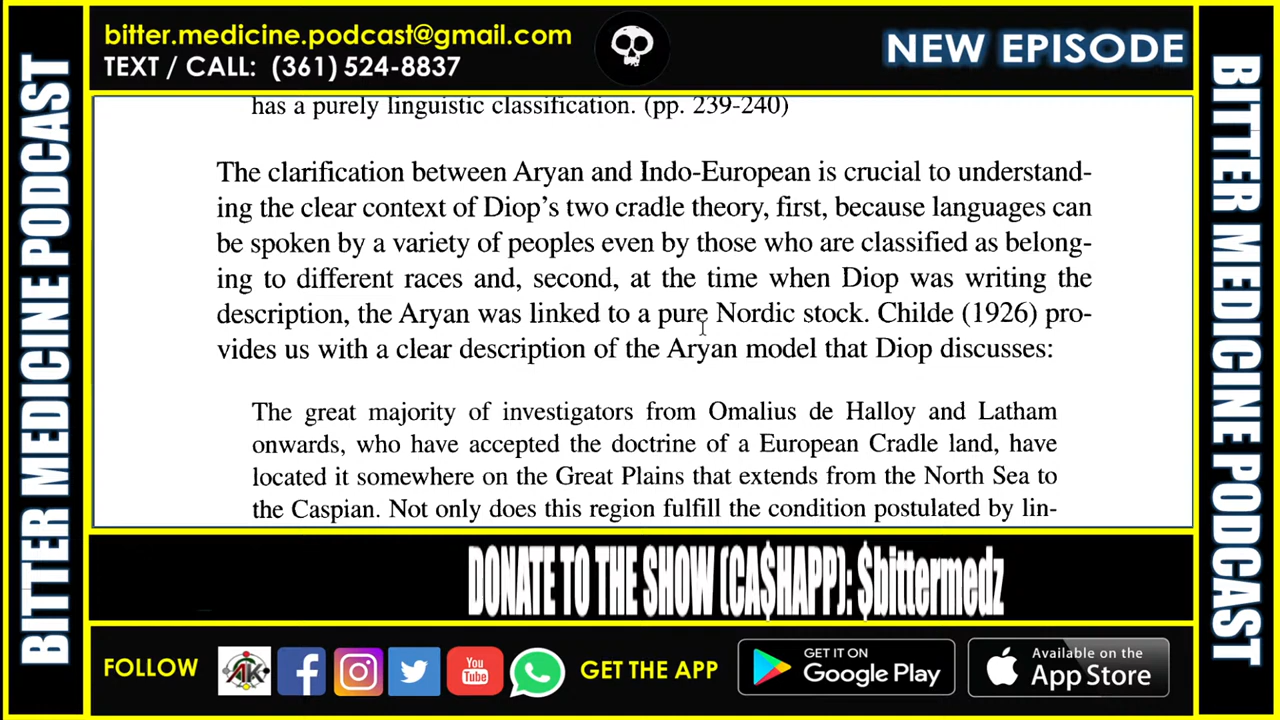 BITTER MEDICINE PODCAST
bitter.medicine.podcast@gmail.com
TEXT / CALL: (361) 524-8837
NEW EPISODE
has a purely linguistic classification. (pp. 239-240)
The clarification between Aryan and Indo-European is crucial to understand-
ing the clear context of Diop's two cradle theory, first, because languages can
be spoken by a variety of peoples even by those who are classified as belong-
ing to different races and, second, at the time when Diop was writing the
description, the Aryan was linked to a pure Nordic stock. Childe (1926) pro-
vides us with a clear description of the Aryan model that Diop discusses:
The great majority of investigators from Omalius de Halloy and Latham
onwards, who have accepted the doctrine of a European Cradle land, have
located it somewhere on the Great Plains that extends from the North Sea to
the Caspian. Not only does this region fulfill the condition postulated by lin-
DONATE TO THE SHOW (CA$HAPP): $bittermedz
FOLLOW
You
Tube
GET THE APP
GET IT ON
Google Play
Available on the
App Store
BITTER MEDICINE PODCAST